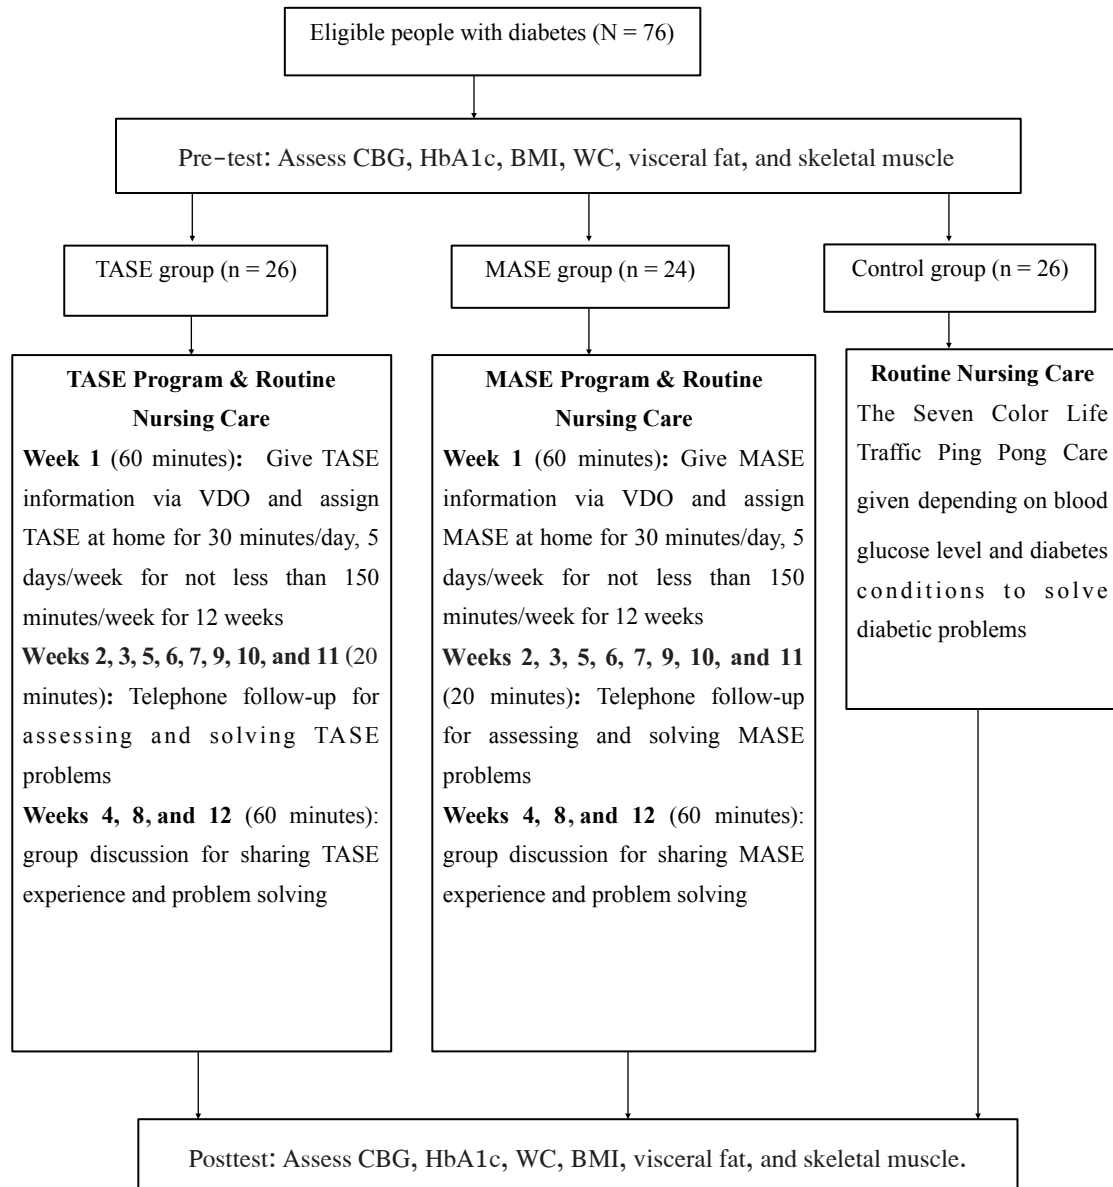 Eligible people with diabetes (N = 76)
Pre-test: Assess CBG, HbA1c, BMI, WC, visceral fat, and skeletal muscle
TASE group (n = 26)
MASE group (n = 24)
Control group (n = 26)
TASE Program & Routine
Nursing Care
Week 1 (60 minutes): Give TASE
information via VDO and assign
TASE at home for 30 minutes/day, 5
days/week for not less than 150
minutes/week for 12 weeks
Weeks 2, 3, 5, 6, 7, 9, 10, and 11 (20
minutes): Telephone follow-up for
assessing and solving TASE
problems
Weeks 4, 8, and 12 (60 minutes):
group discussion for sharing TASE
experience and problem solving
MASE Program & Routine
Nursing Care
Week 1 (60 minutes): Give MASE
information via VDO and assign
MASE at home for 30 minutes/day, 5
days/week for not less than 150
minutes/week for 12 weeks
Weeks 2, 3, 5, 6, 7, 9, 10, and 11
(20 minutes): Telephone follow-up
for assessing and solving MASE
problems
Weeks 4, 8, and 12 (60 minutes):
group discussion for sharing MASE
experience and problem solving
Routine Nursing Care
The Seven Color Life
Traffic Ping Pong Care
given depending on blood
glucose level and diabetes
conditions to solve
diabetic problems
Posttest: Assess CBG, HbA1c, WC, BMI, visceral fat, and skeletal muscle.